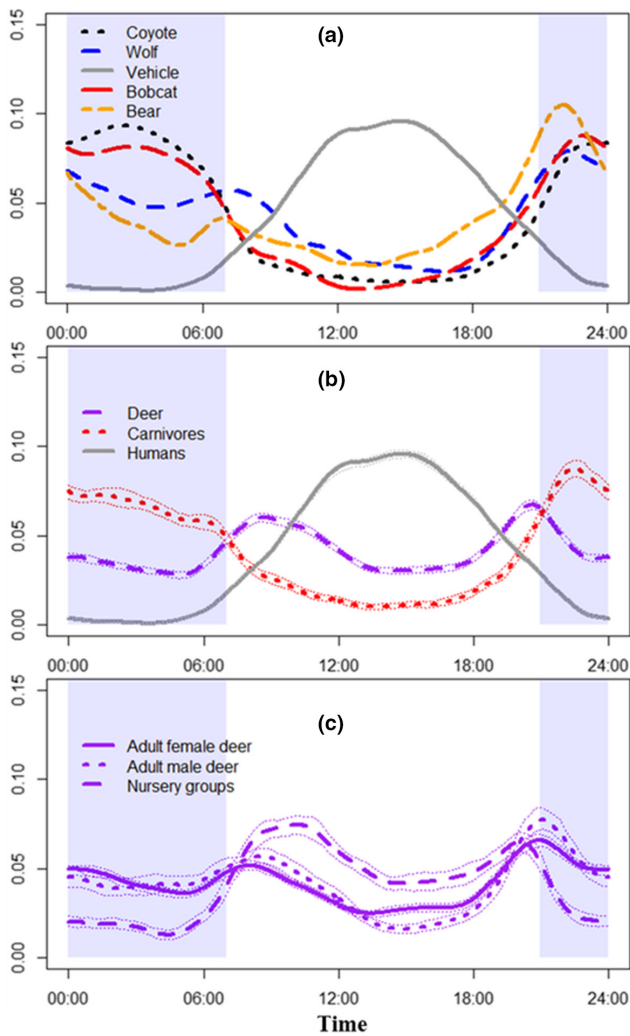 (a)
Coyote
Wolf
Vehicle
Bobcat
Bear
0.15
0.10
0.05
0.00
00:00 06:00 12:00 18:00 24:00
(b)
Deer
Carnivores
Humans
0.15
0.10
0.05
0.00
00:00 06:00 12:00 18:00 24:00
(c)
Adult female deer
Adult male deer
Nursery groups
0.15
0.10
0.05
0.00
00:00 06:00 12:00 18:00 24:00
Time